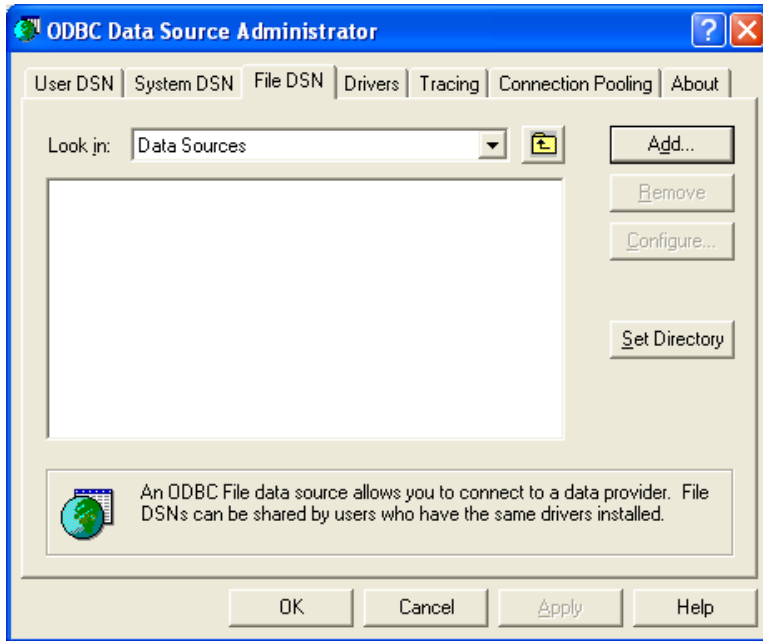 ODBC Data Source Administrator
User DSN System DSN File DSN Drivers Tracing Connection Pooling About
Look in: Data Sources Add...
Remove
Configure...
Set Directory
An ODBC File data source allows you to connect to a data provider. File
DSNs can be shared by users who have the same drivers installed.
OK Cancel Apply Help